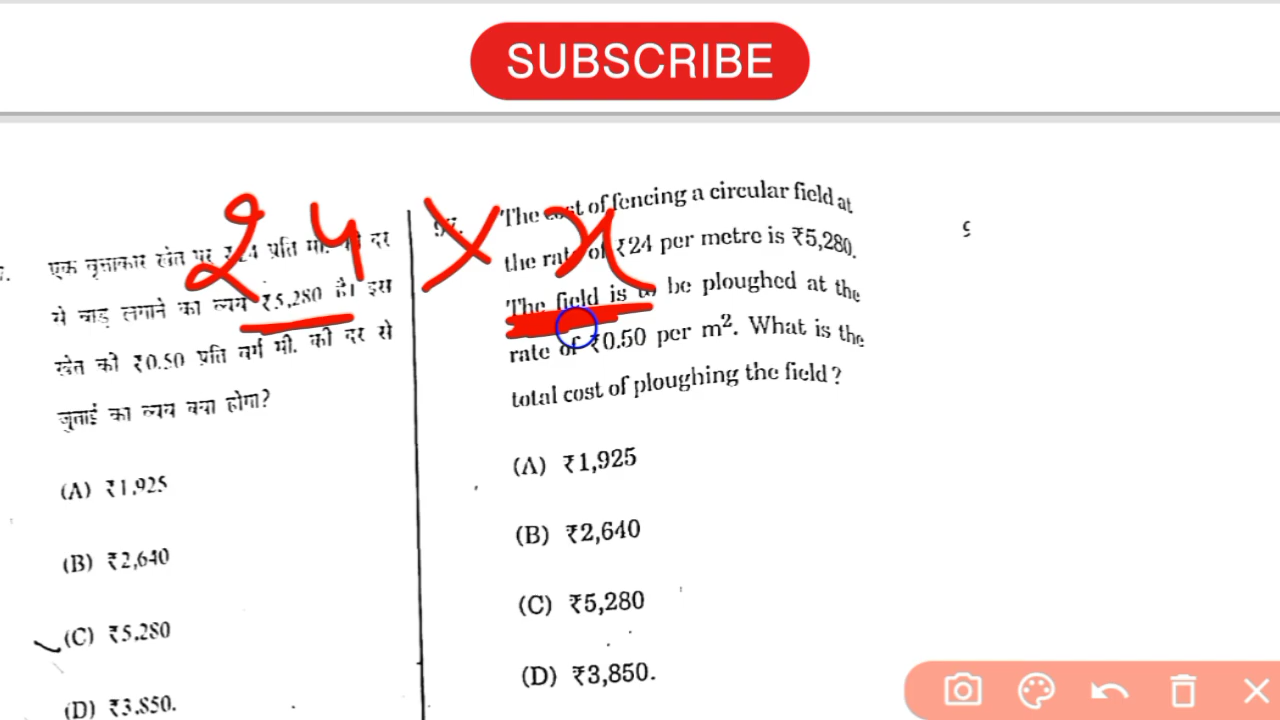 SUBSCRIBE
24 × x
एक वृत्ताकार खेत पर ₹24 प्रति मी. की दर
से बाड़ लगाने का व्यय ₹5,280 है। इस
खेत को ₹0.50 प्रति वर्ग मी. की दर से
जुताई का व्यय क्या होगा?
(A) ₹1,925
(B) ₹2,640
(C) ₹5,280
(D) ₹3,850.
97. The cost of fencing a circular field at
the rate of ₹24 per metre is ₹5,280.
The field is to be ploughed at the
rate of ₹0.50 per m². What is the
total cost of ploughing the field?
(A) ₹1,925
(B) ₹2,640
(C) ₹5,280
(D) ₹3,850.